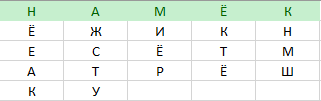 Н А М Ё К
Ё Ж И К Н
Е С Ё Т М
А Т Р Ё Ш
К У